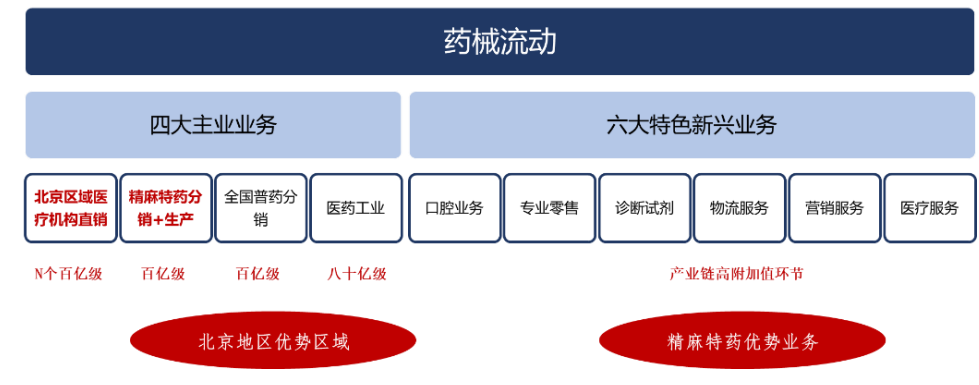 药械流动
四大主业业务
六大特色新兴业务
北京区域医
疗机构直销
精麻特药分
销+生产
全国普药分
销
医药工业
口腔业务
专业零售
诊断试剂
物流服务
营销服务
医疗服务
N个百亿级
百亿级
百亿级
八十亿级
产业链高附加值环节
北京地区优势区域
精麻特药优势业务